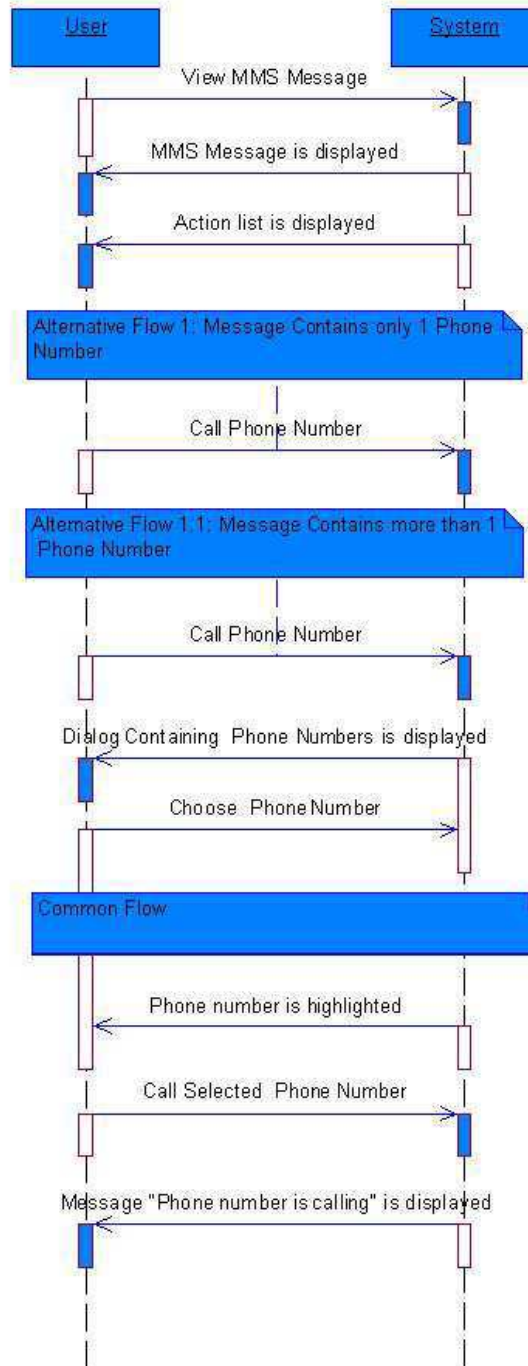 User
System
View MMS Message
MMS Message is displayed
Action list is displayed
Alternative Flow 1: Message Contains only 1 Phone
Number
Call Phone Number
Alternative Flow 1.1: Message Contains more than 1
Phone Number
Call Phone Number
Dialog Containing Phone Numbers is displayed
Choose Phone Number
Common Flow
Phone number is highlighted
Call Selected Phone Number
Message "Phone number is calling" is displayed